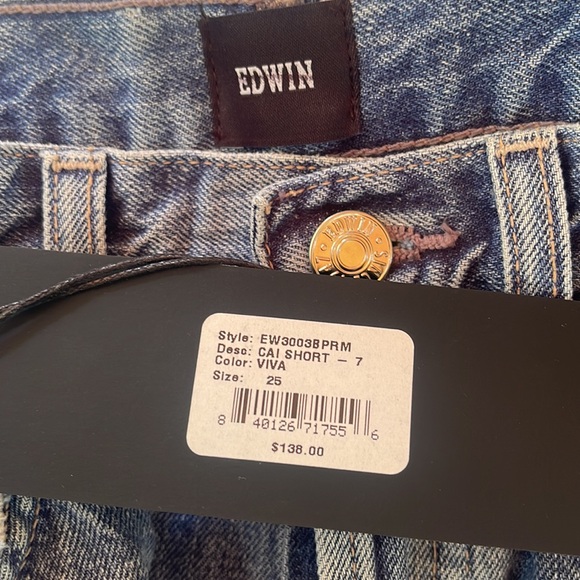 EDWIN
EDWIN
Style: EW3003BPRM
Desc: CAI SHORT — 7
Color: VIVA
Size: 25
8 40126 71755 6
$138.00